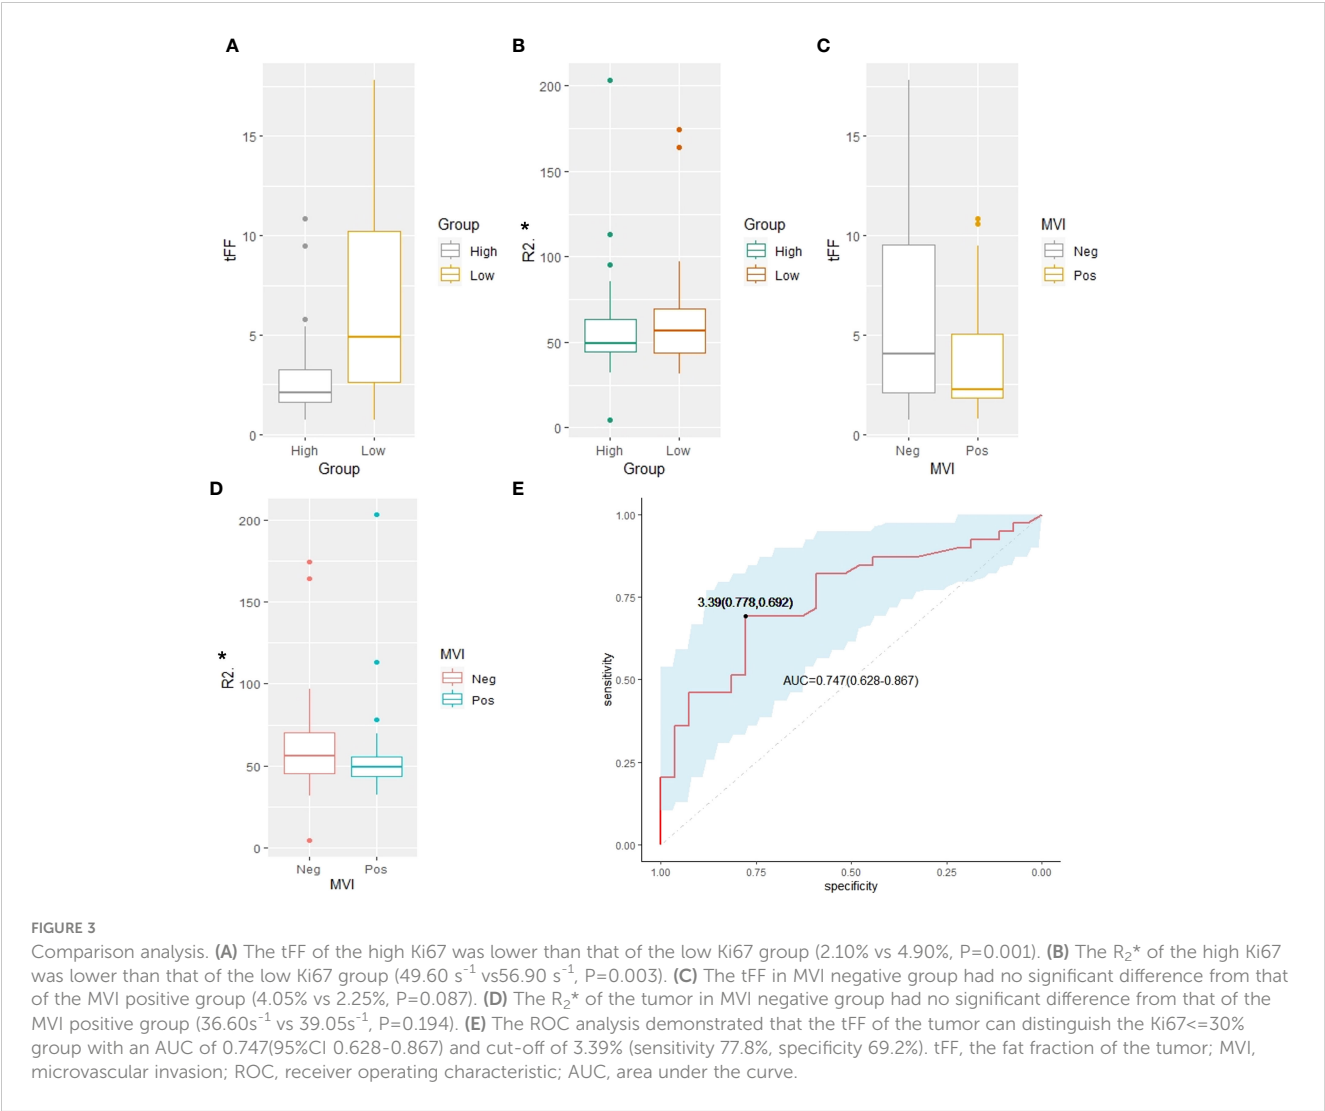 A
B
C
15
10
5
0
tFF
High
Low
Group
Group
High
Low
200
150
100
50
0
R2.*
High
Low
Group
Group
High
Low
15
10
5
0
tFF
Neg
Pos
MVI
MVI
Neg
Pos
D
E
200
150
100
50
0
R2.*
Neg
Pos
MVI
MVI
Neg
Pos
1.00
0.75
0.50
0.25
0.00
sensitivity
3.39(0.778,0.692)
AUC=0.747(0.628-0.867)
1.00
0.75
0.50
0.25
0.00
specificity
FIGURE 3
Comparison analysis. (A) The tFF of the high Ki67 was lower than that of the low Ki67 group (2.10% vs 4.90%, P=0.001). (B) The R₂* of the high Ki67
was lower than that of the low Ki67 group (49.60 s⁻¹ vs56.90 s⁻¹, P=0.003). (C) The tFF in MVI negative group had no significant difference from that
of the MVI positive group (4.05% vs 2.25%, P=0.087). (D) The R₂* of the tumor in MVI negative group had no significant difference from that of the
MVI positive group (36.60s⁻¹ vs 39.05s⁻¹, P=0.194). (E) The ROC analysis demonstrated that the tFF of the tumor can distinguish the Ki67<=30%
group with an AUC of 0.747(95%CI 0.628-0.867) and cut-off of 3.39% (sensitivity 77.8%, specificity 69.2%). tFF, the fat fraction of the tumor; MVI,
microvascular invasion; ROC, receiver operating characteristic; AUC, area under the curve.